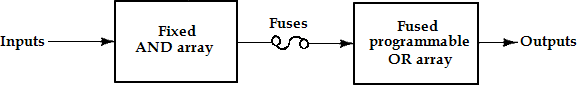 Inputs
Fixed
AND array
Fuses
Fused
programmable
OR array
Outputs